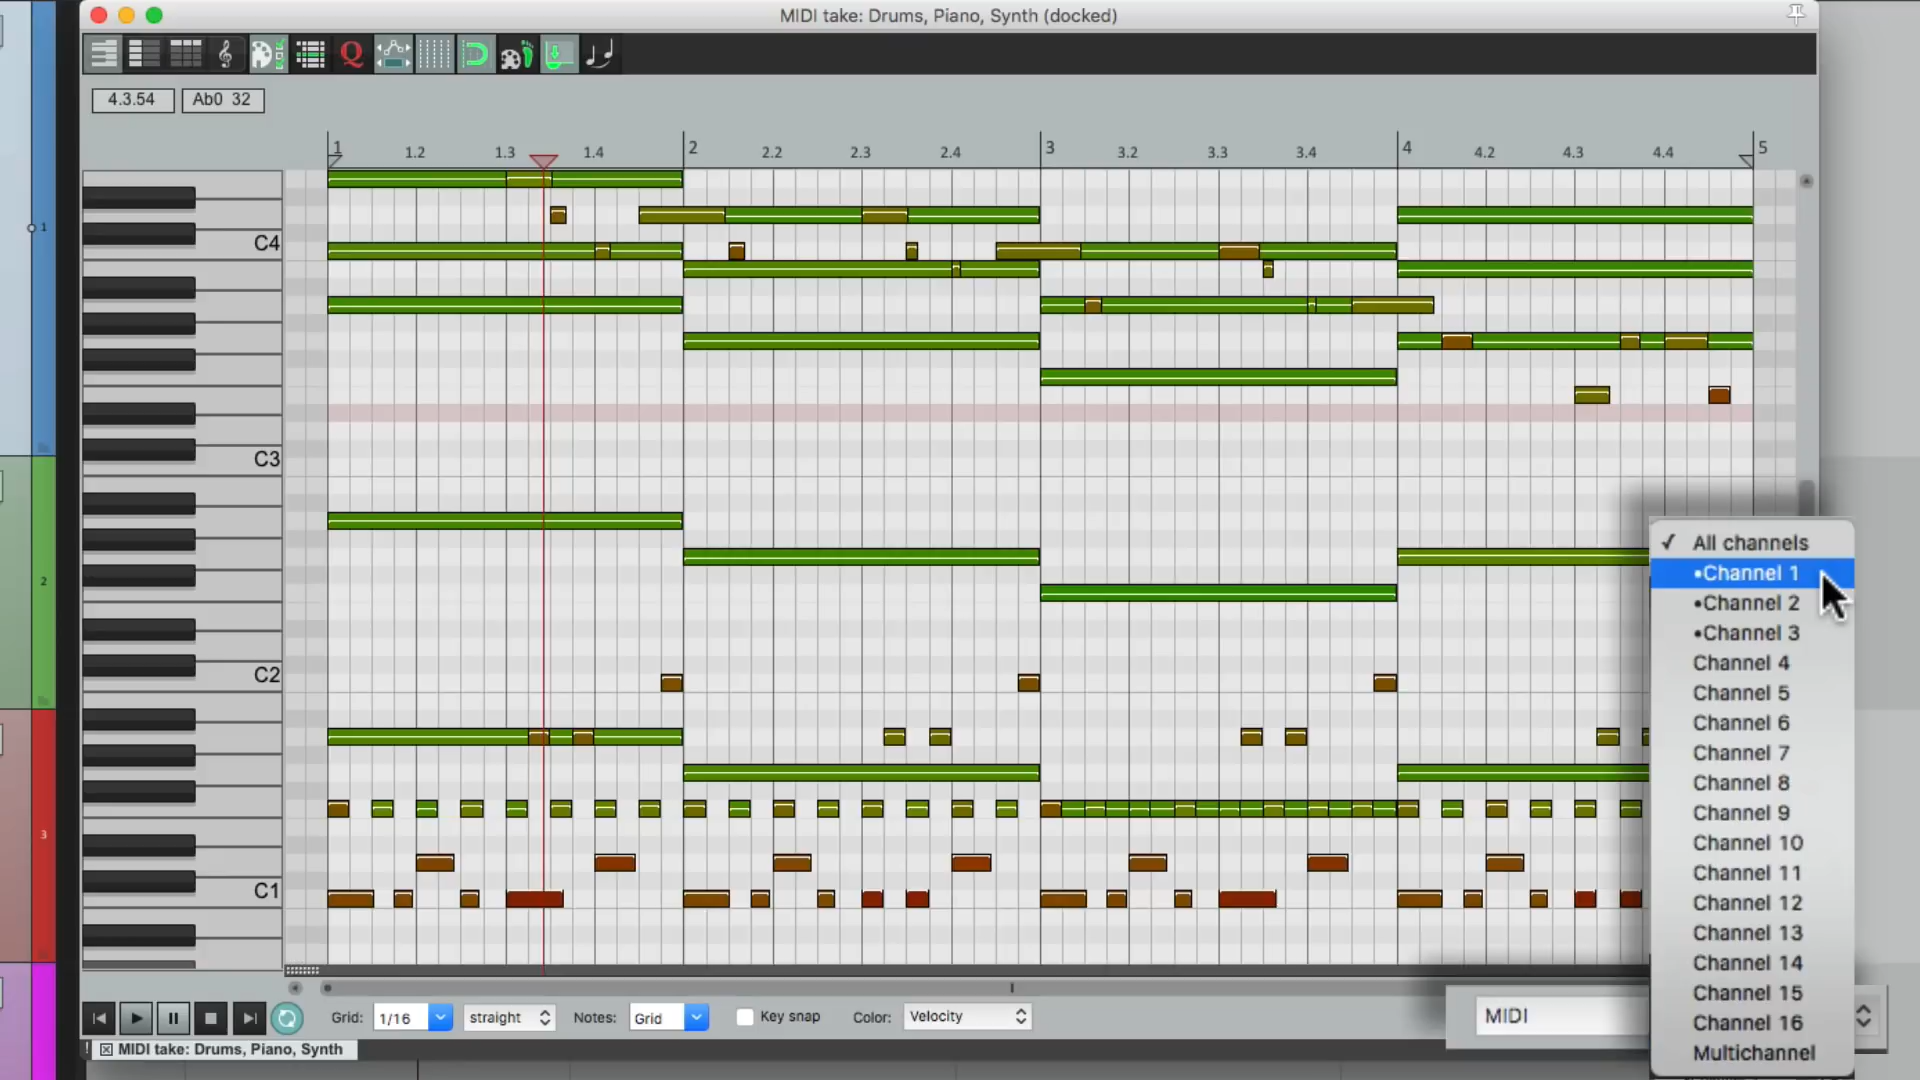 MIDI take: Drums, Piano, Synth (docked)
Q
4.3.54 Ab0 32
1 1.2 1.3 1.4 2 2.2 2.3 2.4 3 3.2 3.3 3.4 4 4.2 4.3 4.4 5
1
C4
C3
✓ All channels
•Channel 1
2
•Channel 2
•Channel 3
Channel 4
C2
Channel 5
Channel 6
Channel 7
Channel 8
Channel 9
3
Channel 10
Channel 11
C1
Channel 12
Channel 13
Channel 14
Channel 15
Grid: 1/16 straight Notes: Grid Key snap Color: Velocity MIDI
Channel 16
! MIDI take: Drums, Piano, Synth
Multichannel